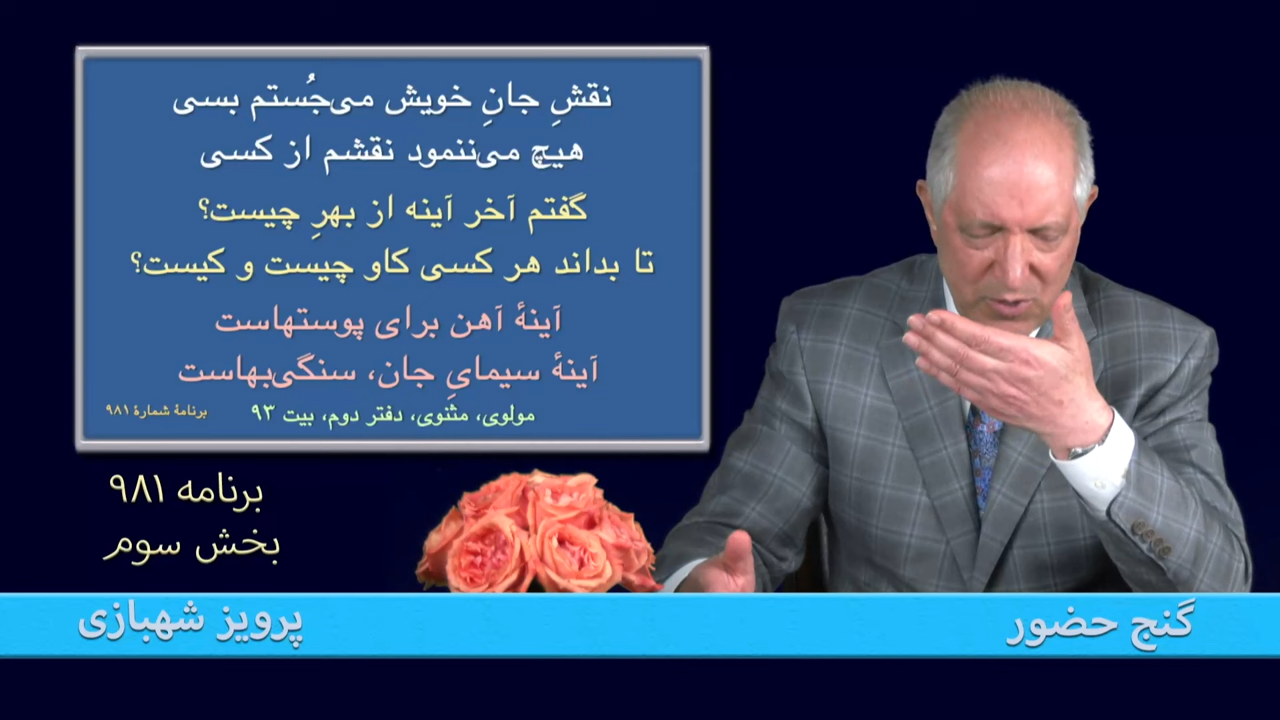 نقشِ جانِ خویش می‌جُستم بسی
هیچ می‌ننمود نقشم از کسی
گفتم آخر آینه از بهرِ چیست؟
تا بداند هر کسی کاو چیست و کیست؟
آینهٔ آهن برای پوستهاست
آینهٔ سیمایِ جان، سنگی‌بهاست
مولوی، مثنوی، دفتر دوم، بیت ۹۳
برنامهٔ شمارهٔ ۹۸۱
برنامه ۹۸۱
بخش سوم
گنج حضور
پرویز شهبازی